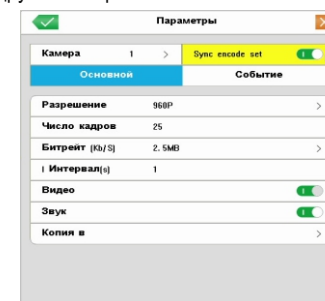 Параметры
Камера 1 > Sync encode set
Основной Событие
Разрешение 960P >
Число кадров 25
Битрейт (Kb/S) 2.5MB >
I Интервал(s) 1
Видео
Звук
Копия в >